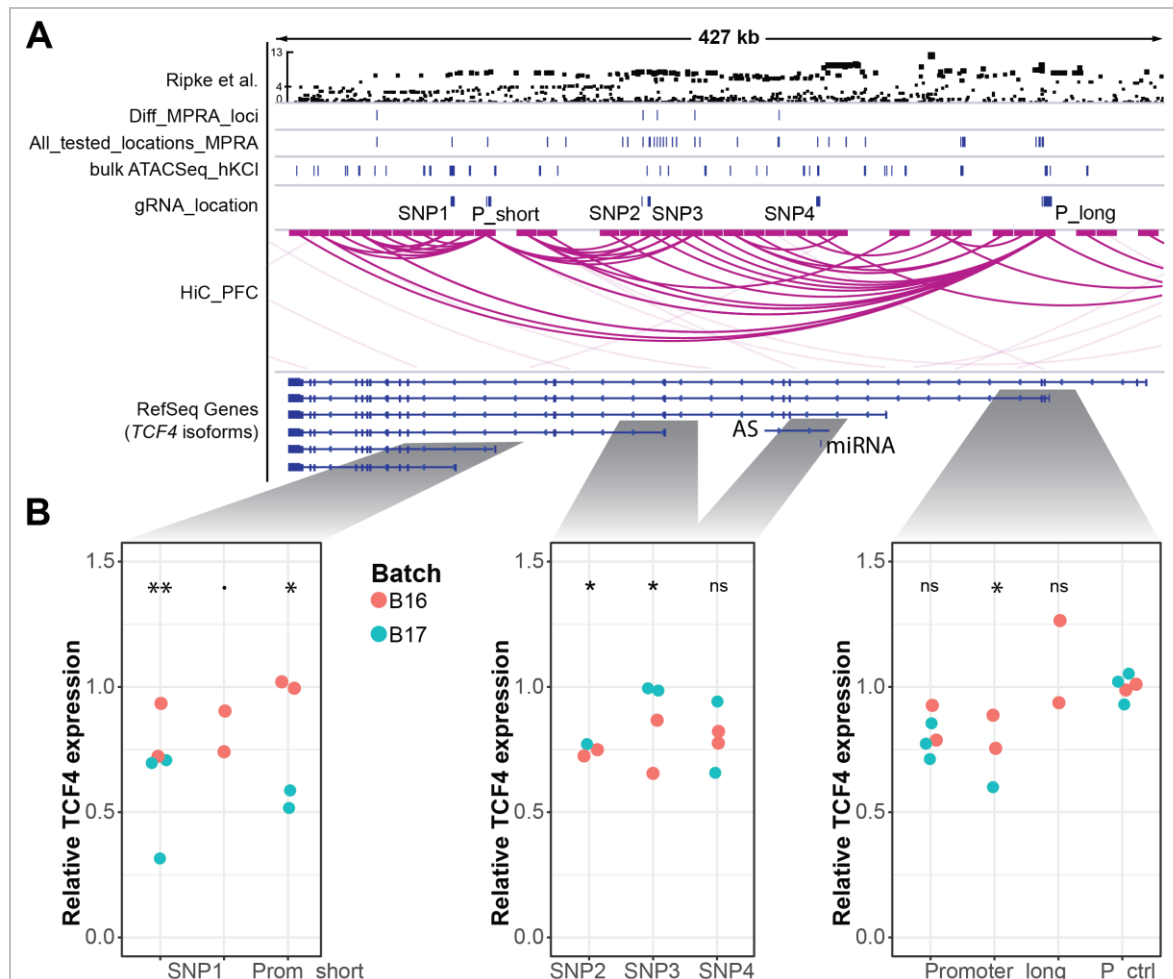 A
427 kb
13
4
Ripke et al.
Diff_MPRA_loci
All_tested_locations_MPRA
bulk ATACSeq_hKCl
gRNA_location
SNP1 P_short SNP2 SNP3 SNP4 P_long
HiC_PFC
RefSeq Genes
(TCF4 isoforms)
AS
miRNA
B
Relative TCF4 expression
1.5
1.0
0.5
0.0
** · *
SNP1 Prom_short
Batch
B16
B17
Relative TCF4 expression
1.5
1.0
0.5
0.0
* * ns
SNP2 SNP3 SNP4
Relative TCF4 expression
1.5
1.0
0.5
0.0
ns * ns
Promoter_long P_ctrl